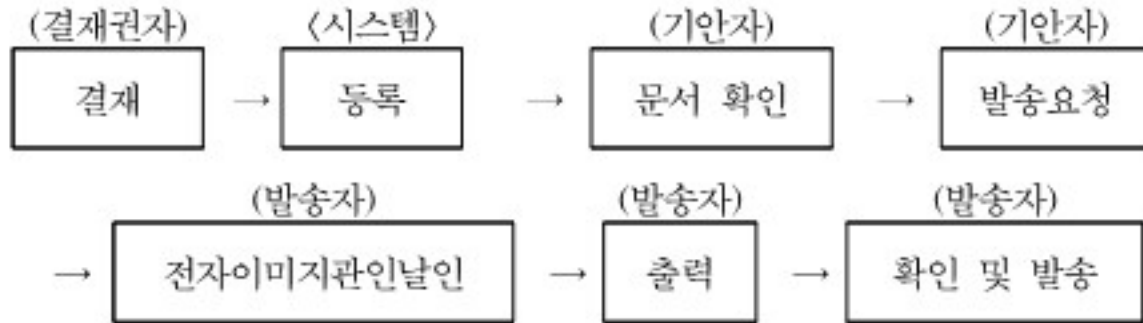 (결재권자) 〈시스템〉 (기안자) (기안자)
결재 → 등록 → 문서 확인 → 발송요청
(발송자) (발송자) (발송자)
→ 전자이미지관인날인 → 출력 → 확인 및 발송